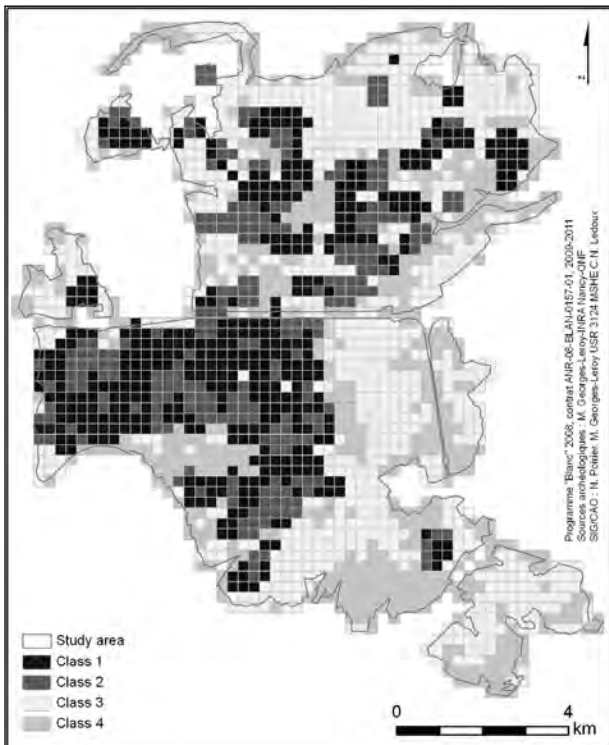 N
Programme "Blanc" 2008, contrat ANR-08-BLAN-0157-01, 2009-2011
Sources archéologiques : M. Georges-Leroy-INRA Nancy-ONF
SIG/CAO : N. Poirier, M. Georges-Leroy USR 3124 MSHE C.N. Ledoux
Study area
Class 1
Class 2
Class 3
Class 4
0 4
km